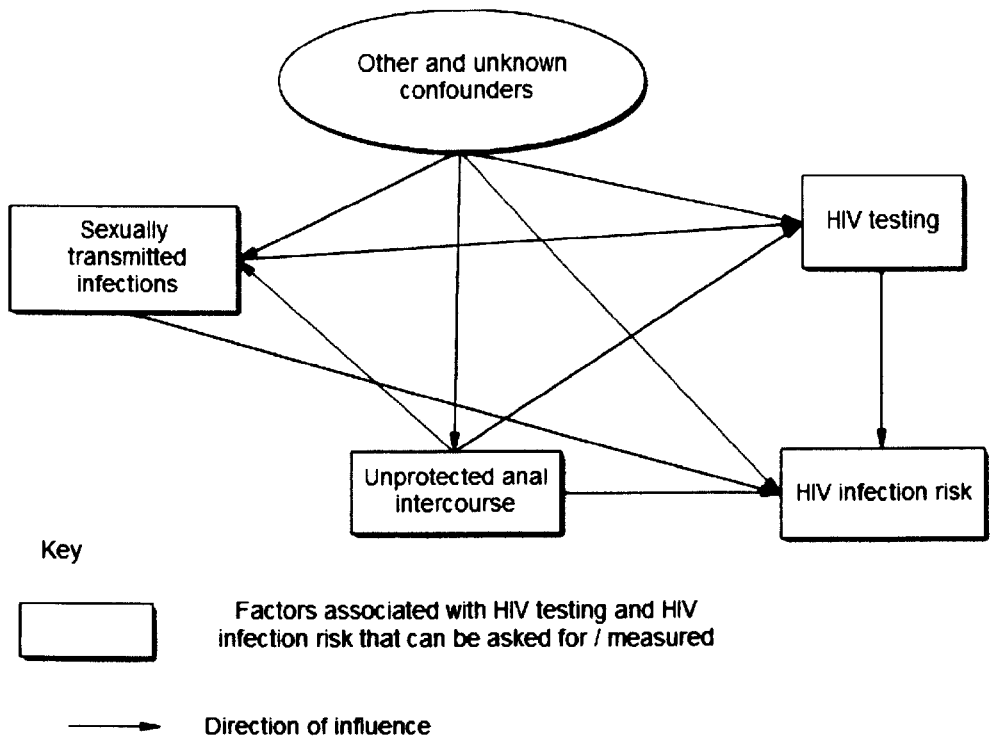 Other and unknown
confounders
Sexually
transmitted
infections
HIV testing
Unprotected anal
intercourse
HIV infection risk
Key
Factors associated with HIV testing and HIV
infection risk that can be asked for / measured
Direction of influence